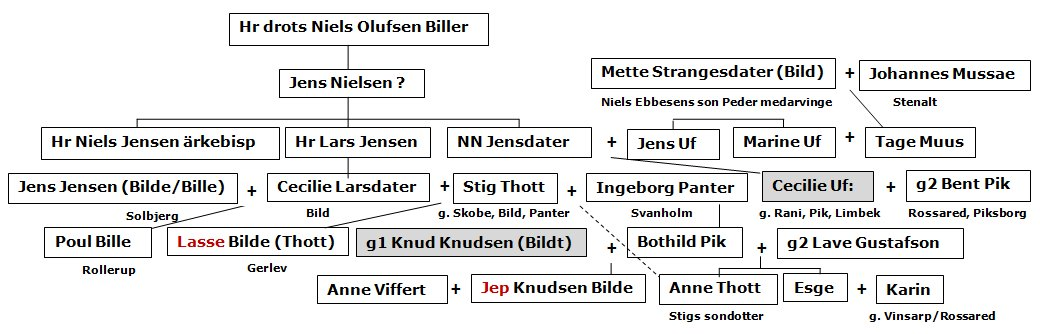 Hr drots Niels Olufsen Biller
Jens Nielsen ?
Mette Strangesdater (Bild) + Johannes Mussae
Niels Ebbesens son Peder medarvinge Stenalt
Hr Niels Jensen ärkebisp Hr Lars Jensen NN Jensdater + Jens Uf Marine Uf + Tage Muus
Jens Jensen (Bilde/Bille) + Cecilie Larsdater + Stig Thott + Ingeborg Panter Cecilie Uf: + g2 Bent Pik
Solbjerg Bild g. Skobe, Bild, Panter Svanholm g. Rani, Pik, Limbek Rossared, Piksborg
Poul Bille Lasse Bilde (Thott) g1 Knud Knudsen (Bildt) + Bothild Pik + g2 Lave Gustafson
Rollerup Gerlev
Anne Viffert + Jep Knudsen Bilde Anne Thott Esge + Karin
Stigs sondotter g. Vinsarp/Rossared